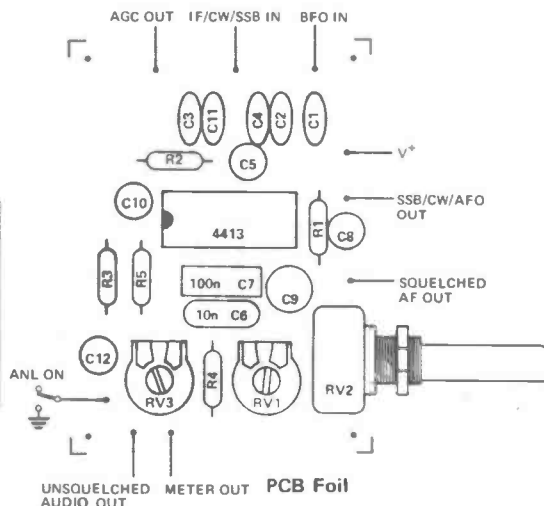 AGC OUT IF/CW/SSB IN BFO IN
C3 C11 C4 C2 C1
R2 C5 V+
C10 4413 R1 C8 SSB/CW/AFO
OUT
R3 R5 100n C7 C9 SQUELCHED
AF OUT
10n C6
C12
ANL ON RV3 R4 RV1 RV2
UNSQUELCHED
AUDIO OUT
METER OUT
PCB Foil